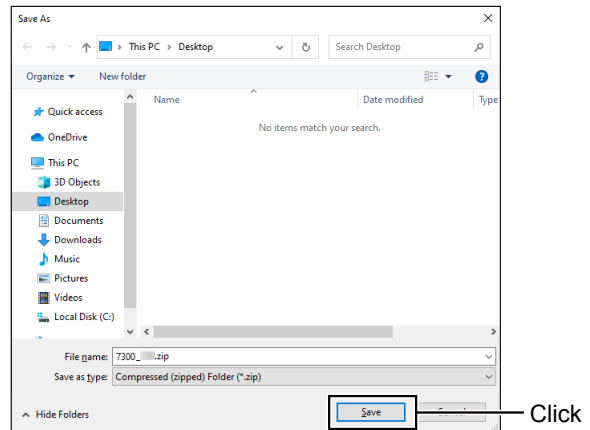 Save As
This PC > Desktop
Search Desktop
Organize
New folder
Name
Date modified
Type
Quick access
OneDrive
This PC
3D Objects
Desktop
Documents
Downloads
Music
Pictures
Videos
Local Disk (C:)
No items match your search.
File name: 7300_ .zip
Save as type: Compressed (zipped) Folder (*.zip)
Hide Folders
Save
Click